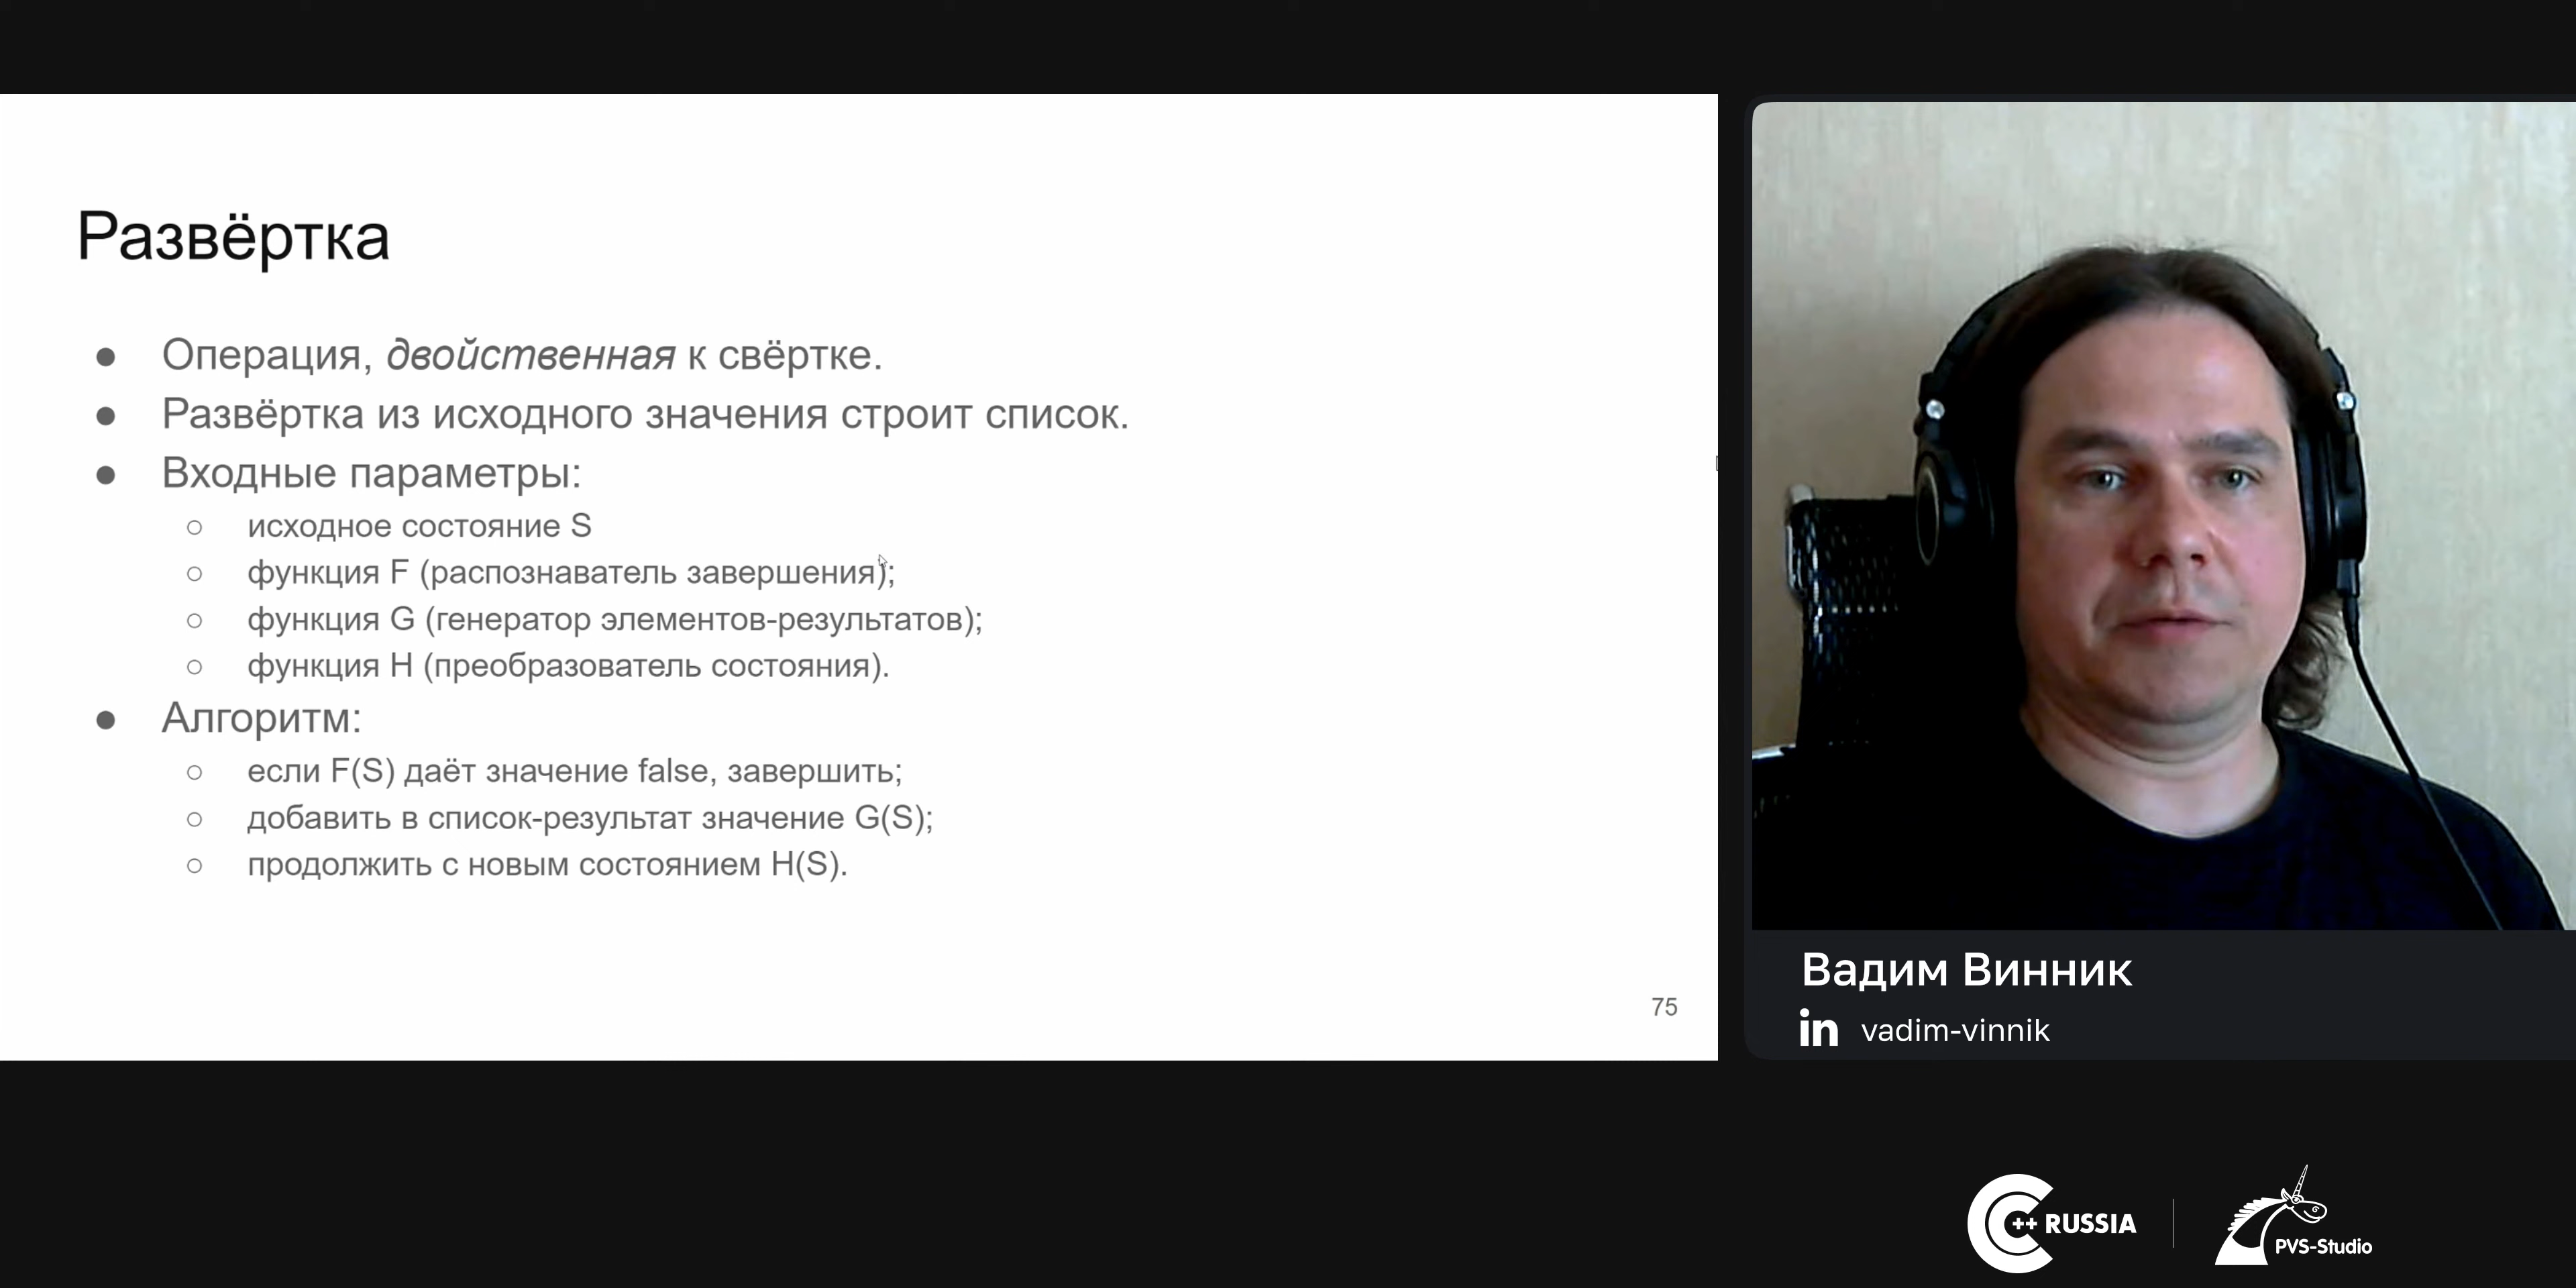 Развёртка
● Операция, двойственная к свёртке.
● Развёртка из исходного значения строит список.
● Входные параметры:
○ исходное состояние S
○ функция F (распознаватель завершения);
○ функция G (генератор элементов-результатов);
○ функция H (преобразователь состояния).
● Алгоритм:
○ если F(S) даёт значение false, завершить;
○ добавить в список-результат значение G(S);
○ продолжить с новым состоянием H(S).
75
Вадим Винник
in vadim-vinnik
C++ RUSSIA
PVS-Studio